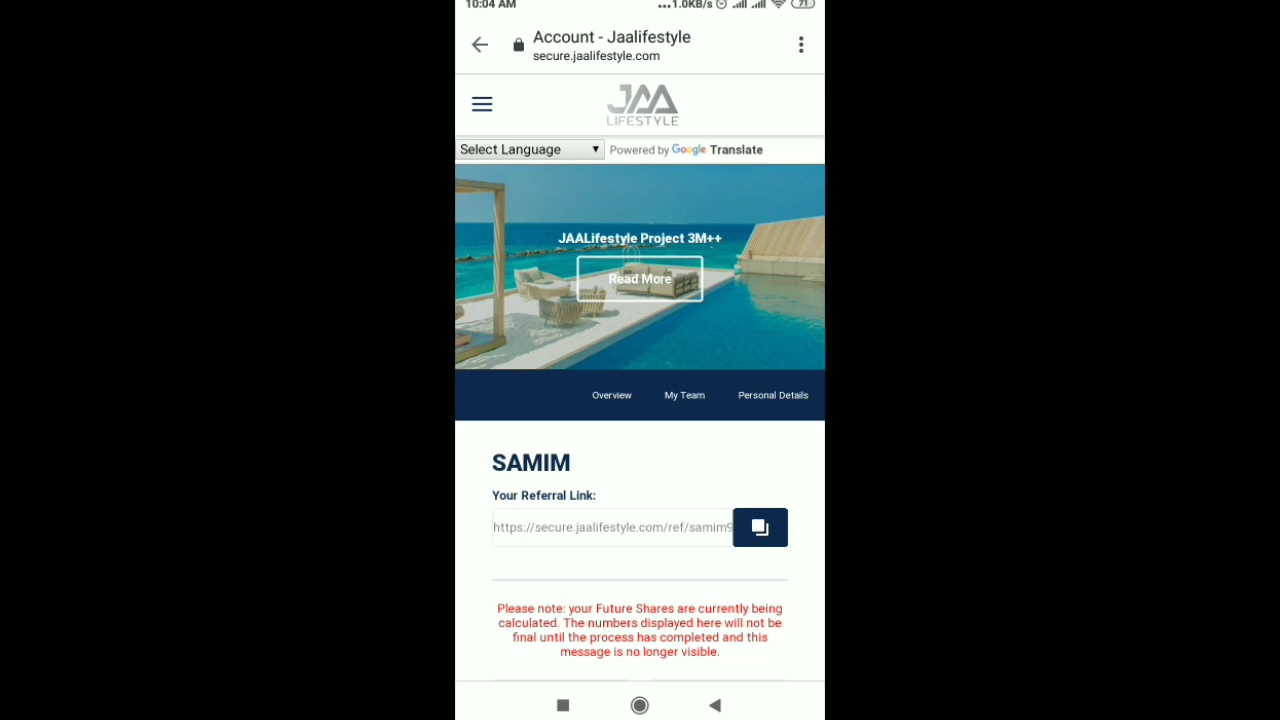 10:04 AM
...1.0KB/s
71
Account - Jaalifestyle
secure.jaalifestyle.com
JAA
LIFESTYLE
Select Language
Powered by Google Translate
JAALifestyle Project 3M++
Read More
Overview
My Team
Personal Details
SAMIM
Your Referral Link:
https://secure.jaalifestyle.com/ref/samim9
Please note: your Future Shares are currently being
calculated. The numbers displayed here will not be
final until the process has completed and this
message is no longer visible.